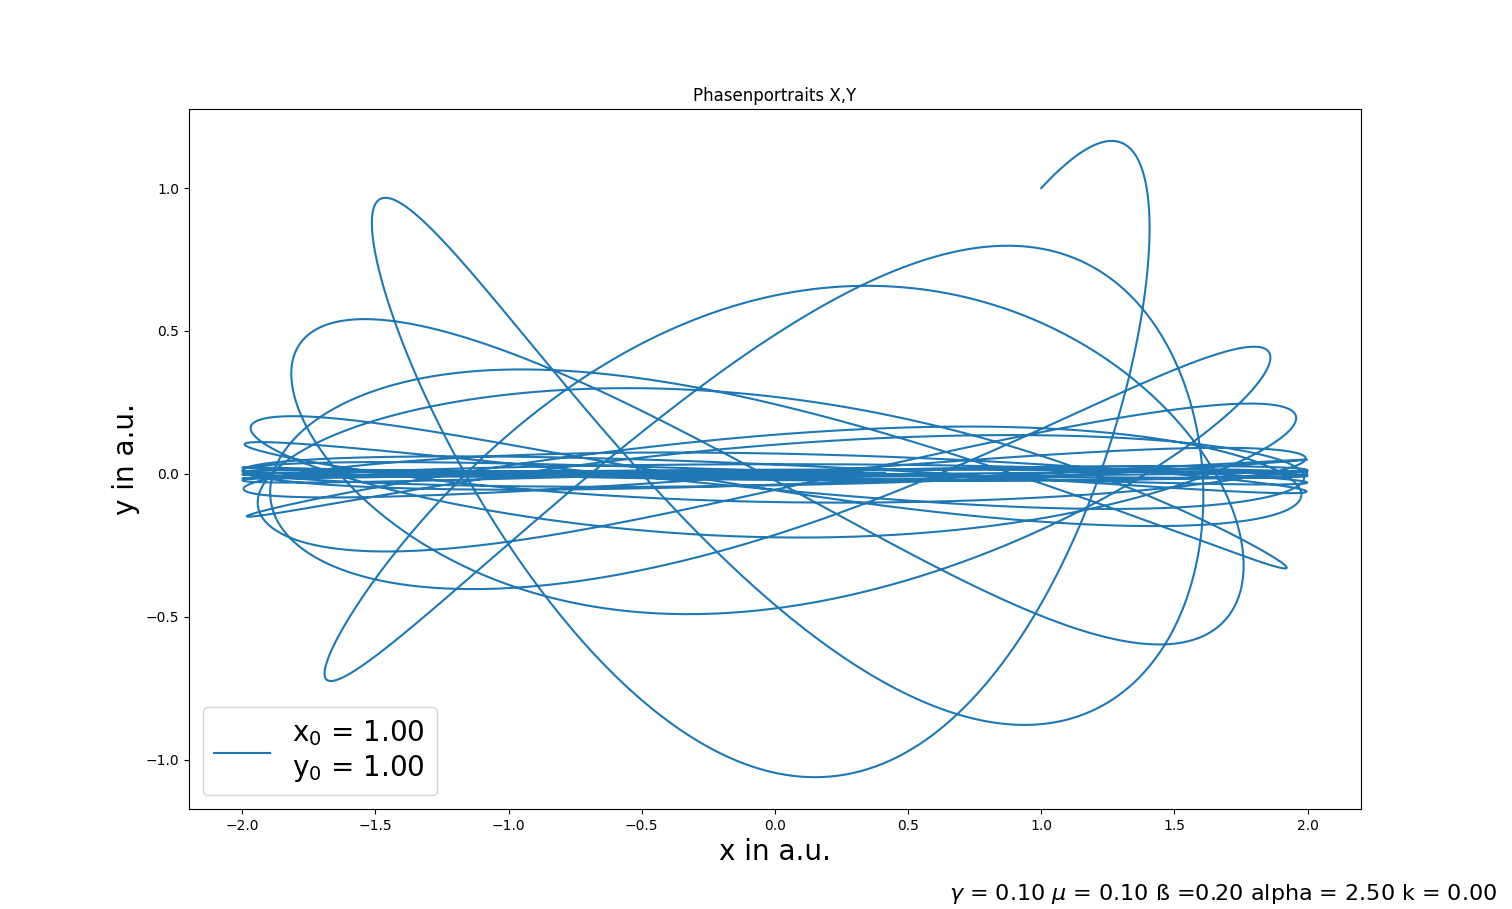 Phasenportraits X,Y
y in a.u.
1.0
0.5
0.0
−0.5
−1.0
x₀ = 1.00
y₀ = 1.00
−2.0 −1.5 −1.0 −0.5 0.0 0.5 1.0 1.5 2.0
x in a.u.
γ = 0.10 μ = 0.10 ß =0.20 alpha = 2.50 k = 0.00